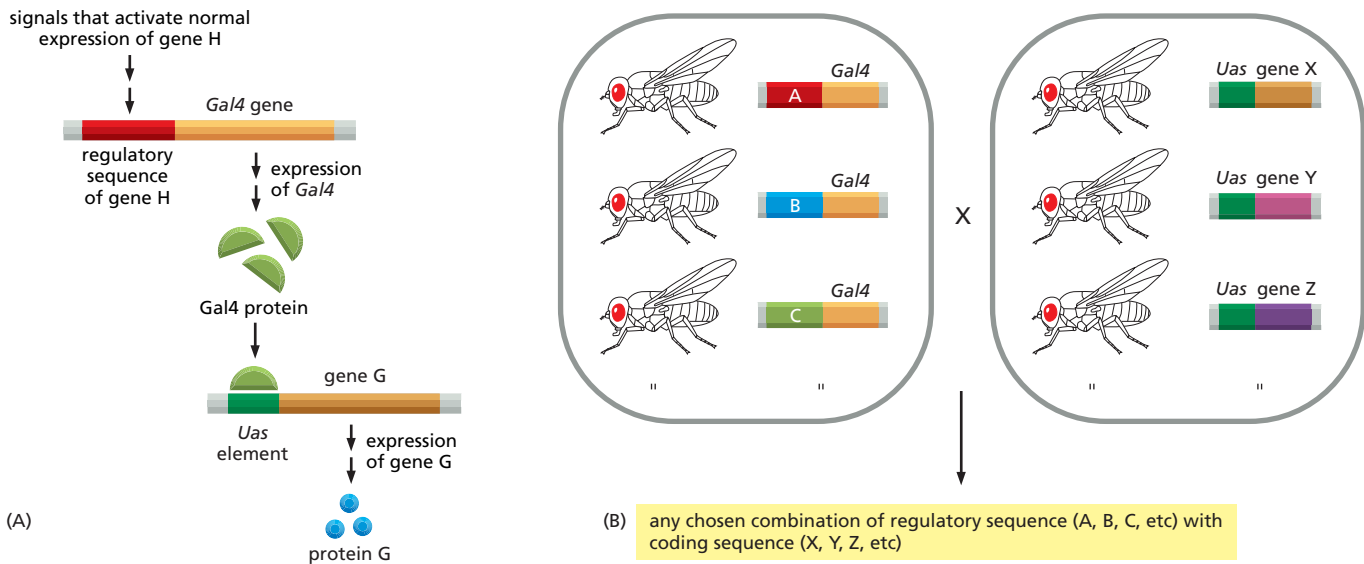 signals that activate normal
expression of gene H
Gal4 gene
regulatory
sequence
of gene H
expression
of Gal4
Gal4 protein
gene G
Uas
element
expression
of gene G
protein G
(A)
Gal4
A
Gal4
B
Gal4
C
" "
X
Uas gene X
Uas gene Y
Uas gene Z
" "
(B) any chosen combination of regulatory sequence (A, B, C, etc) with
coding sequence (X, Y, Z, etc)